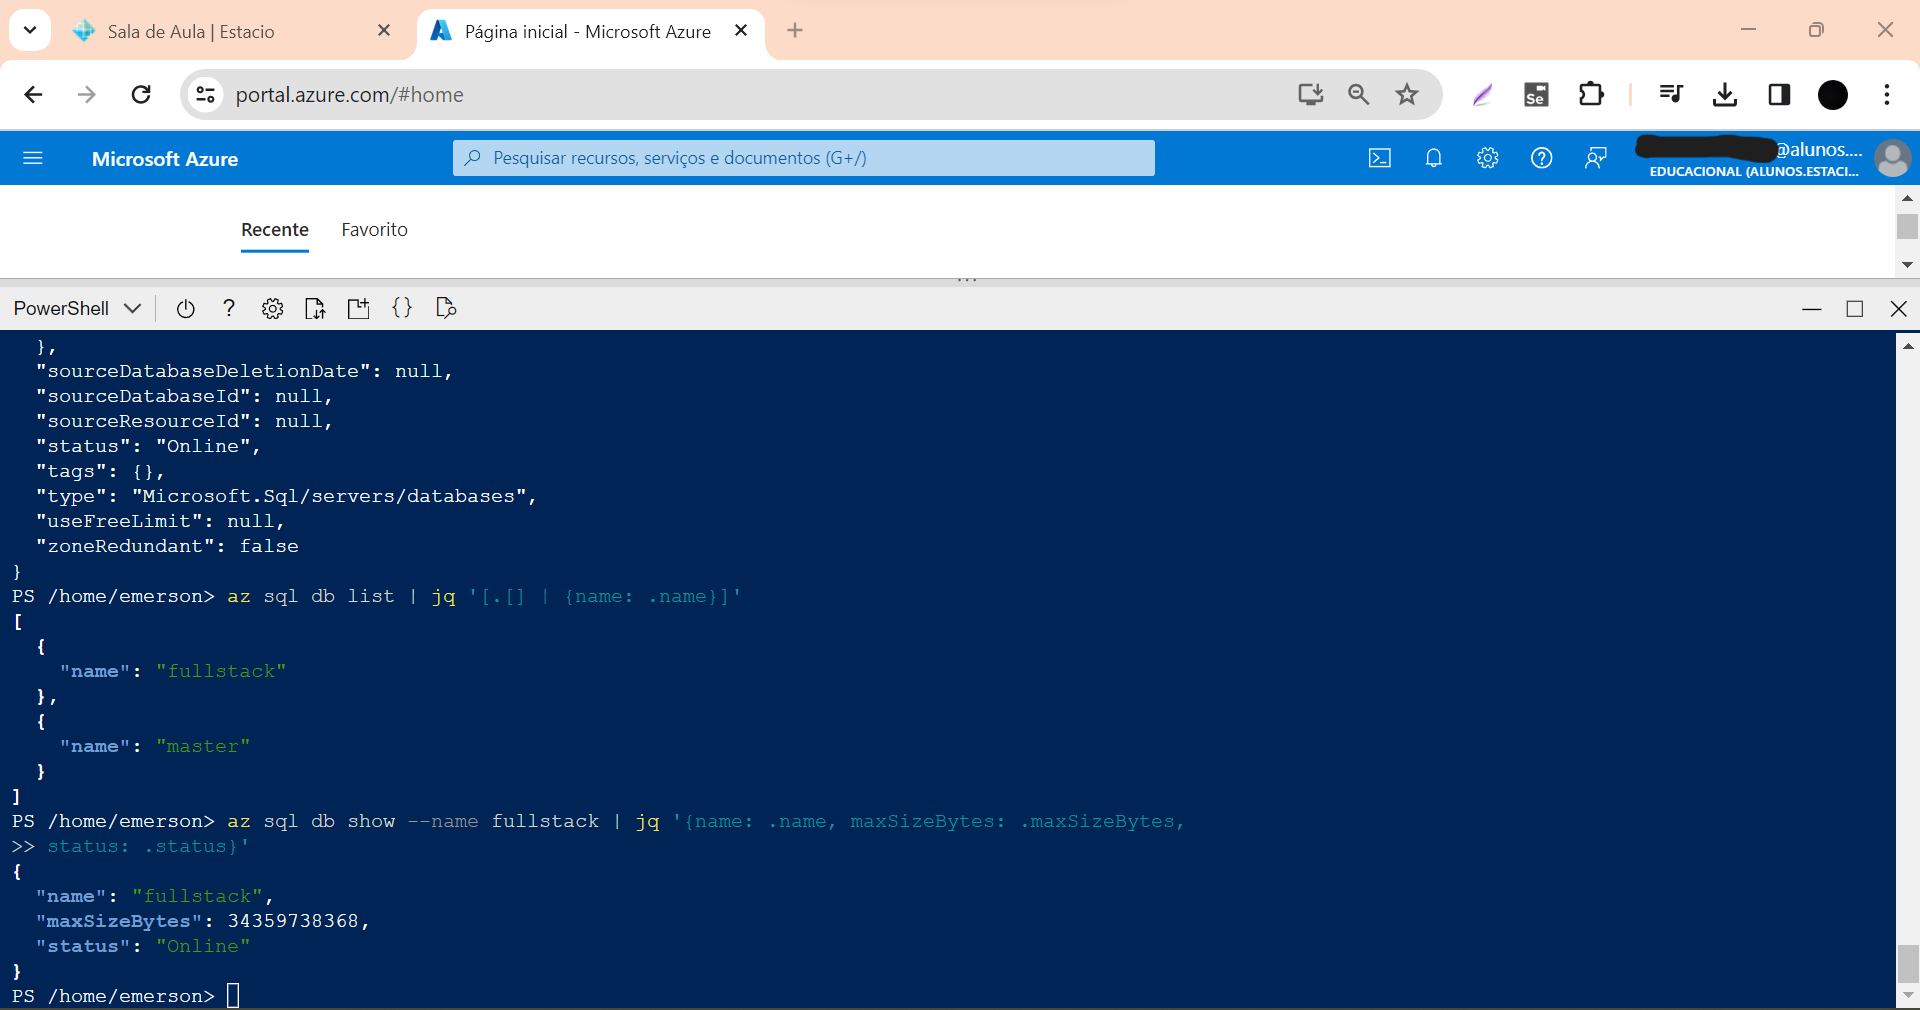 Sala de Aula | Estacio
Página inicial - Microsoft Azure
portal.azure.com/#home
Se
Microsoft Azure
Pesquisar recursos, serviços e documentos (G+/)
@alunos....
EDUCACIONAL (ALUNOS.ESTACI...
Recente Favorito
PowerShell
},
"sourceDatabaseDeletionDate": null,
"sourceDatabaseId": null,
"sourceResourceId": null,
"status": "Online",
"tags": {},
"type": "Microsoft.Sql/servers/databases",
"useFreeLimit": null,
"zoneRedundant": false
}
PS /home/emerson> az sql db list | jq '[.[] | {name: .name}]'
[
{
"name": "fullstack"
},
{
"name": "master"
}
]
PS /home/emerson> az sql db show --name fullstack | jq '{name: .name, maxSizeBytes: .maxSizeBytes,
>> status: .status}'
{
"name": "fullstack",
"maxSizeBytes": 34359738368,
"status": "Online"
}
PS /home/emerson>